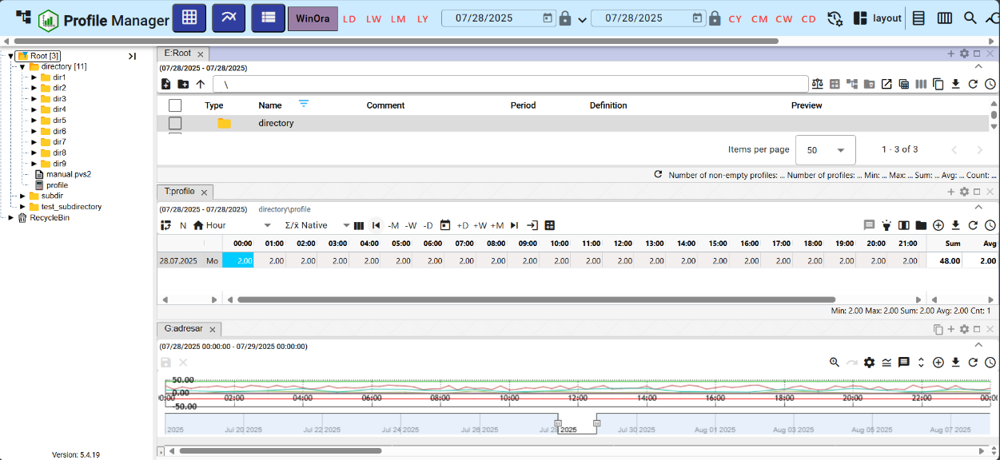 Profile Manager WinOra LD LW LM LY 07/28/2025 07/28/2025 CY CM CW CD layout
Root [3]
directory [11]
dir1
dir2
dir3
dir4
dir5
dir6
dir7
dir8
dir9
manual.pvs2
profile
subdir
test_subdirectory
RecycleBin
Version: 5.4.19
E:Root
(07/28/2025 - 07/28/2025)
\
Type Name Comment Period Definition Preview
directory
Items per page 50 1 - 3 of 3
Number of non-empty profiles: ... Number of profiles: ... Min: ... Max: ... Sum: ... Avg: ... Count: ...
T:profile
(07/28/2025 - 07/28/2025) directory\profile
N Hour Σ/x̄ Native -M -W -D +D +W +M
00:00 01:00 02:00 03:00 04:00 05:00 06:00 07:00 08:00 09:00 10:00 11:00 12:00 13:00 14:00 15:00 16:00 17:00 18:00 19:00 20:00 21:00 Sum Avg
28.07.2025 Mo 2.00 2.00 2.00 2.00 2.00 2.00 2.00 2.00 2.00 2.00 2.00 2.00 2.00 2.00 2.00 2.00 2.00 2.00 2.00 2.00 2.00 2.00 48.00 2.00
Min: 2.00 Max: 2.00 Sum: 2.00 Avg: 2.00 Cnt: 1
G:adresar
(07/28/2025 00:00:00 - 07/29/2025 00:00:00)
50.00
0.00
00:00 02:00 04:00 06:00 08:00 10:00 12:00 14:00 16:00 18:00 20:00 22:00 00:00
-50.00
2025 Jul 20 2025 Jul 22 2025 Jul 24 2025 Jul 26 2025 Jul 28 2025 Jul 30 2025 Aug 01 2025 Aug 03 2025 Aug 05 2025 Aug 07 2025